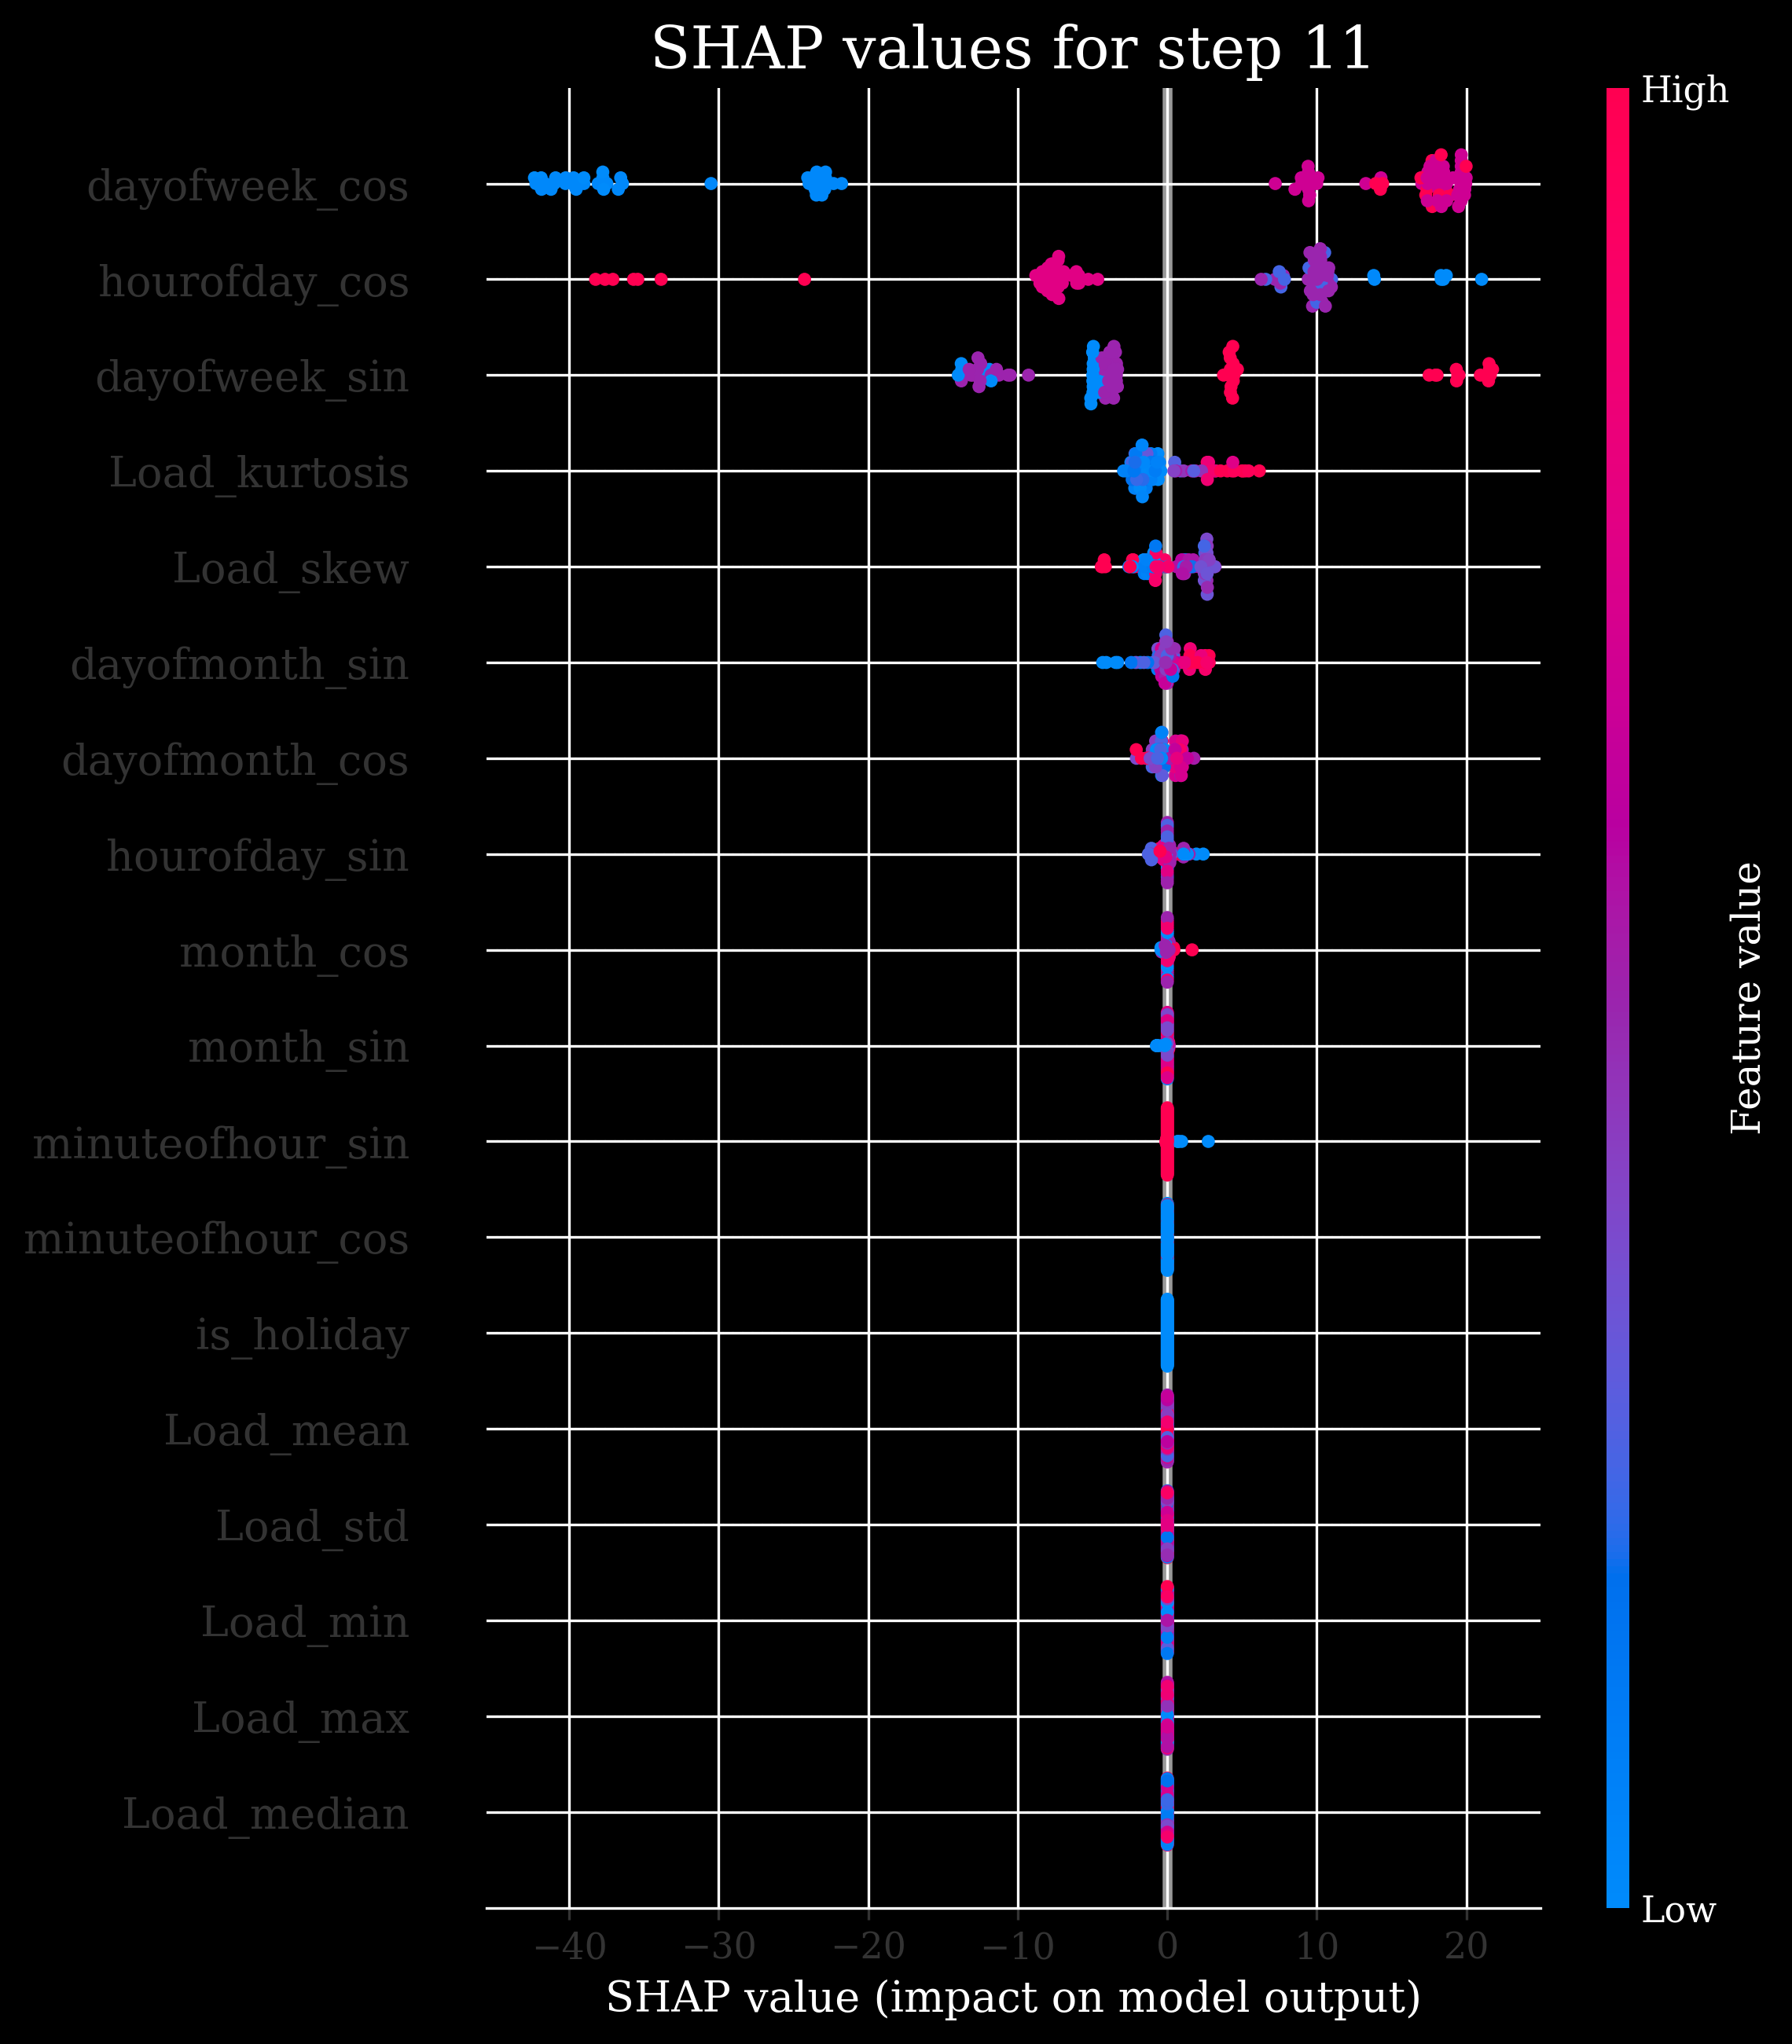 SHAP values for step 11
High
dayofweek_cos
hourofday_cos
dayofweek_sin
Load_kurtosis
Load_skew
dayofmonth_sin
dayofmonth_cos
hourofday_sin
month_cos
month_sin
minuteofhour_sin
minuteofhour_cos
is_holiday
Load_mean
Load_std
Load_min
Load_max
Load_median
Feature value
Low
−40 −30 −20 −10 0 10 20
SHAP value (impact on model output)